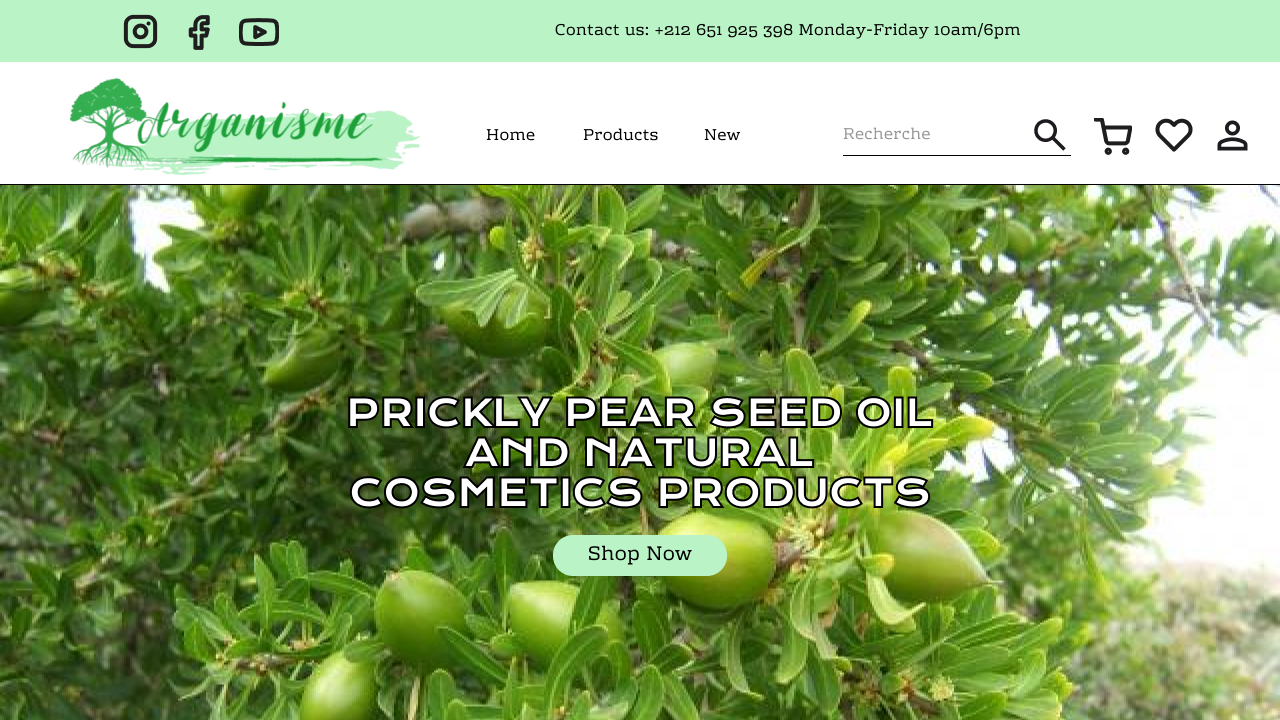 Contact us: +212 651 925 398 Monday-Friday 10am/6pm
Arganisme
Home Products New Recherche
PRICKLY PEAR SEED OIL
AND NATURAL
COSMETICS PRODUCTS
Shop Now